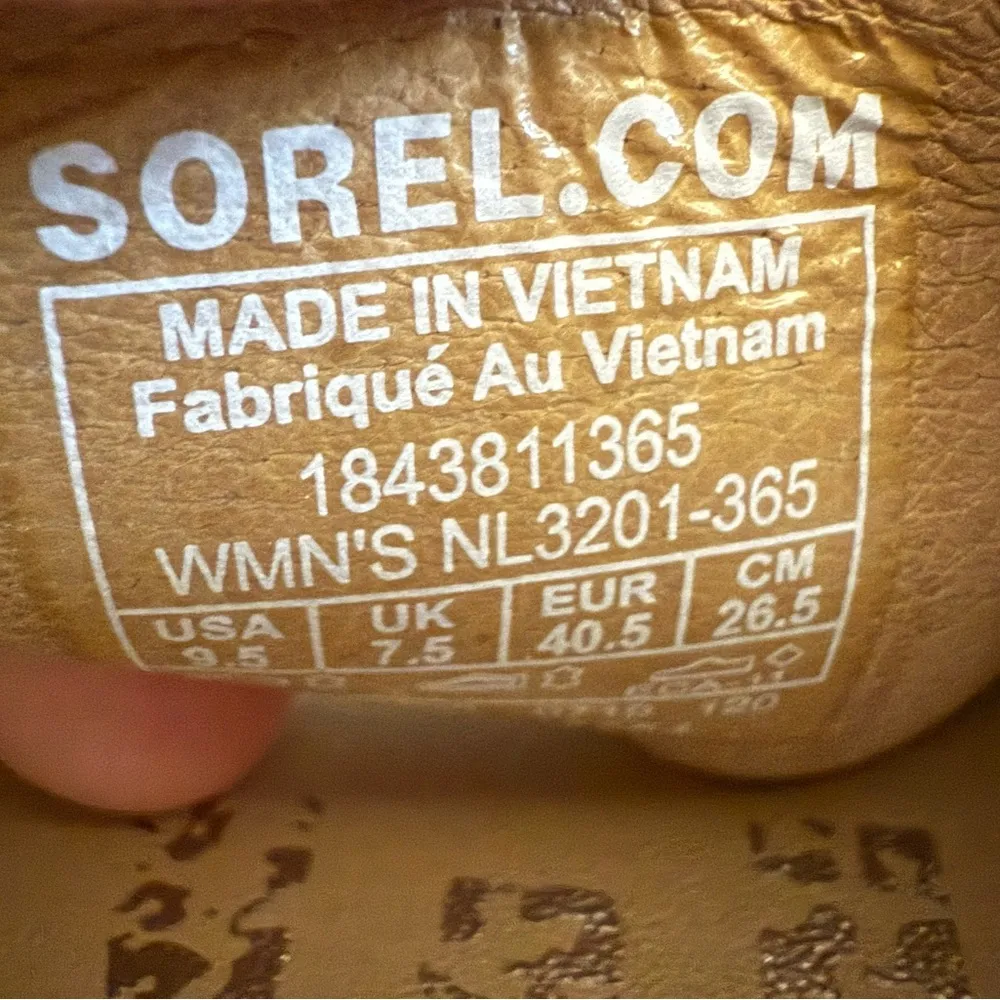 SOREL.COM
MADE IN VIETNAM
Fabriqué Au Vietnam
1843811365
WMN'S NL3201-365
USA UK EUR CM
9.5 7.5 40.5 26.5
120